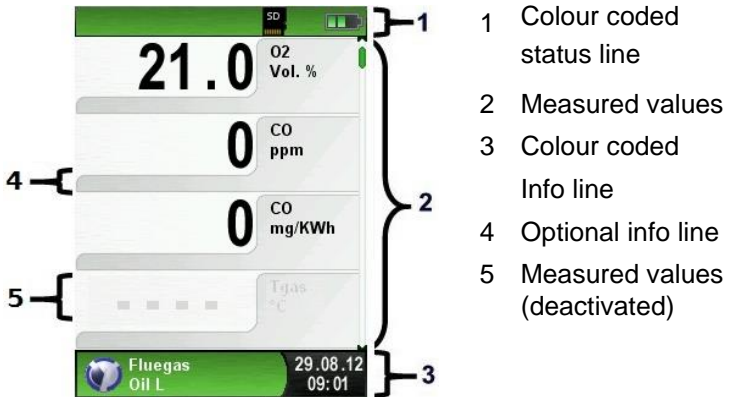 SD
1
21.0 O2
Vol. %
0 CO
ppm
4
2
0 CO
mg/KWh
5
- - - - Tgas
°C
Fluegas 29.08.12
Oil L 09:01
3
1 Colour coded
status line
2 Measured values
3 Colour coded
Info line
4 Optional info line
5 Measured values
(deactivated)